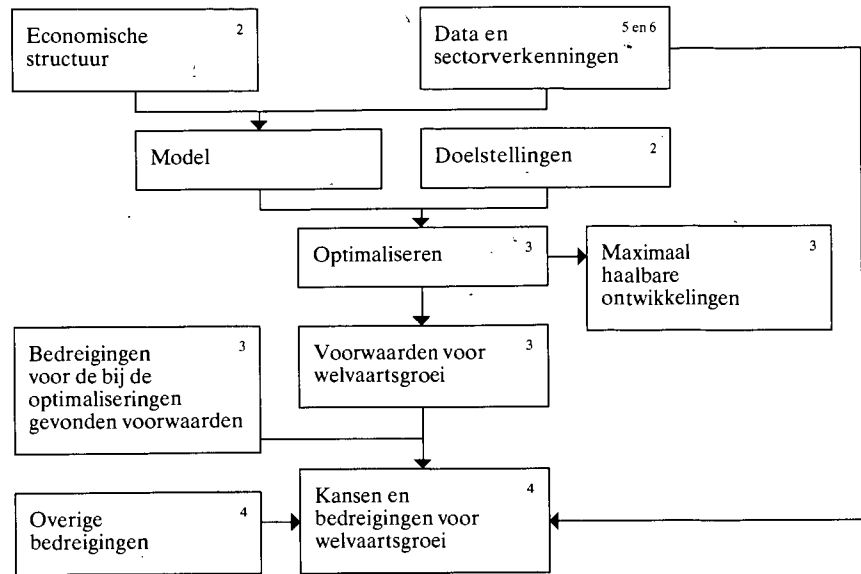 Economische
structuur
2
Data en
sectorverkenningen
5 en 6
Model
Doelstellingen
2
Optimaliseren
3
Maximaal
haalbare
ontwikkelingen
3
Bedreigingen
voor de bij de
optimaliseringen
gevonden voorwaarden
3
Voorwaarden voor
welvaartsgroei
3
Overige
bedreigingen
4
Kansen en
bedreigingen voor
welvaartsgroei
4